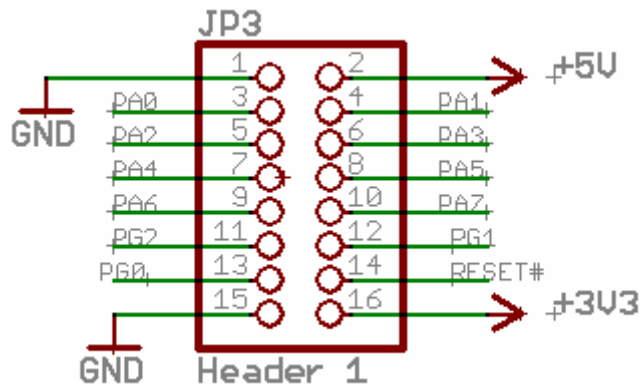 JP3
1 2 +5V
PA0 3 4 PA1
GND PA2 5 6 PA3
PA4 7 8 PA5
PA6 9 10 PA7
PG2 11 12 PG1
PG0 13 14 RESET#
15 16 +3V3
GND Header 1